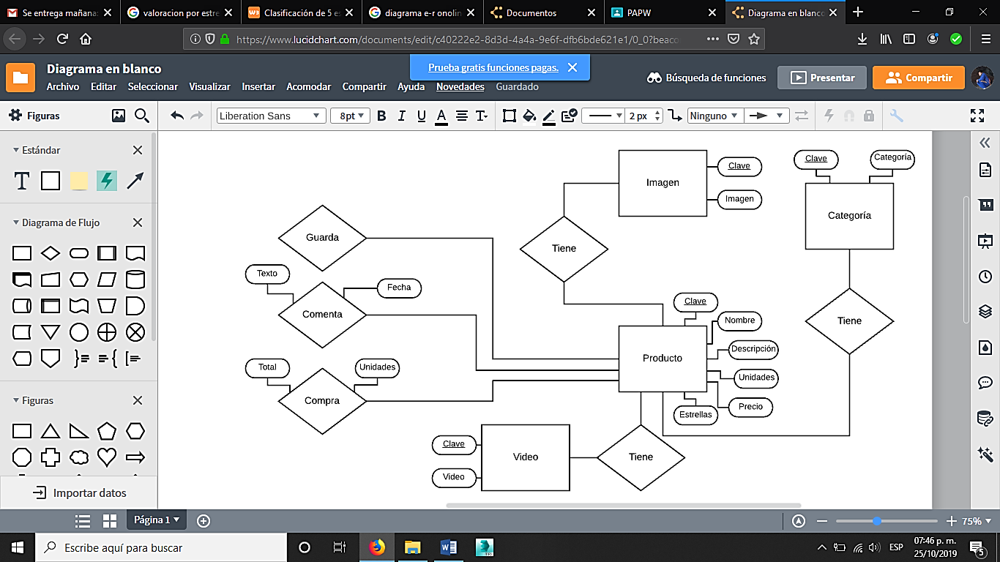 Se entrega mañana:
valoracion por estre
Clasificación de 5 es
diagrama e-r onolin
Documentos
PAPW
Diagrama en blanco
https://www.lucidchart.com/documents/edit/c40222e2-8d3d-4a4a-9e6f-dfb6bde621e1/0_0?beaco
Diagrama en blanco
Prueba gratis funciones pagas.
Archivo Editar Seleccionar Visualizar Insertar Acomodar Compartir Ayuda Novedades Guardado
Búsqueda de funciones
Presentar
Compartir
Figuras
Liberation Sans
8pt
B I U A T
2 px
Ninguno
Estándar
T
Diagrama de Flujo
Figuras
Importar datos
Imagen
Clave
Imagen
Clave
Categoría
Categoría
Guarda
Tiene
Texto
Fecha
Comenta
Clave
Nombre
Tiene
Producto
Descripción
Total
Unidades
Unidades
Compra
Precio
Estrellas
Clave
Video
Tiene
Video
Página 1
75%
Escribe aquí para buscar
ESP
07:46 p. m.
25/10/2019
5